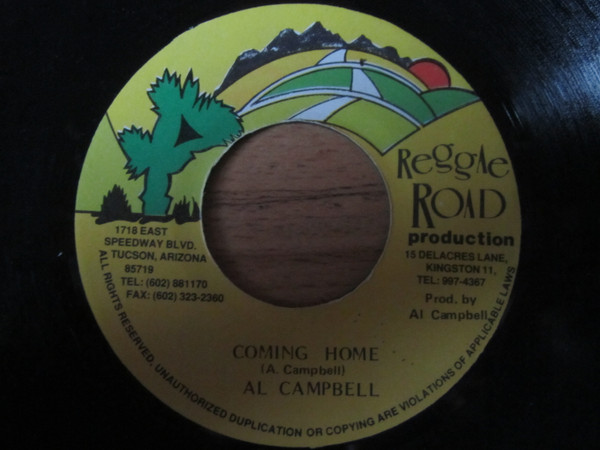 Reggae
ROAD
production
1718 EAST
SPEEDWAY BLVD.
TUCSON, ARIZONA
85719
TEL: (602) 881170
FAX: (602) 323-2360
15 DELACRES LANE,
KINGSTON 11,
TEL: 997-4367
Prod. by
Al Campbell
COMING HOME
(A. Campbell)
AL CAMPBELL
ALL RIGHTS RESERVED. UNAUTHORIZED DUPLICATION OR COPYING ARE VIOLATIONS OF APPLICABLE LAWS